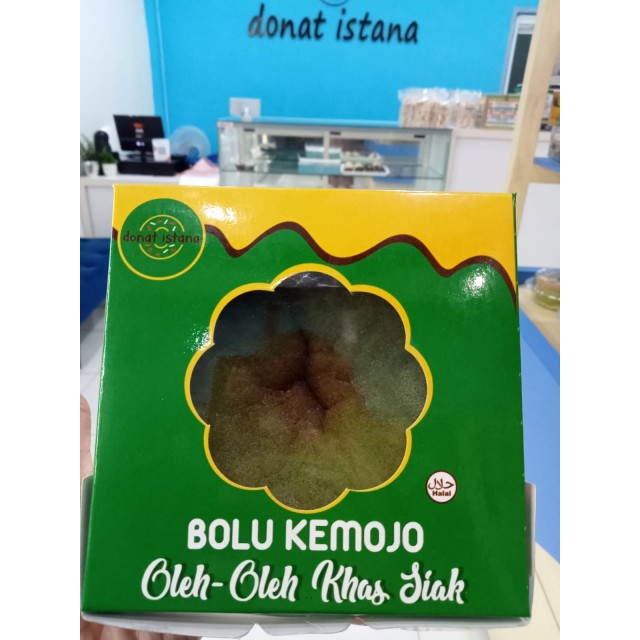 donat istana
donat istana
حلال
Halal
BOLU KEMOJO
Oleh-Oleh Khas Siak